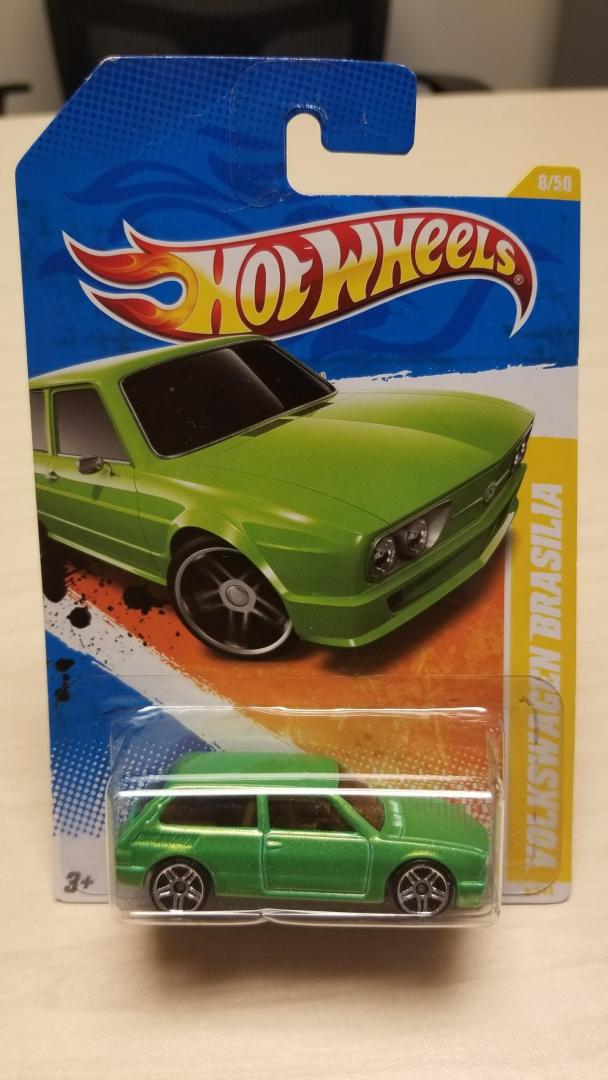 8/50
HOT WHEELS®
VOLKSWAGEN BRASILIA
3+